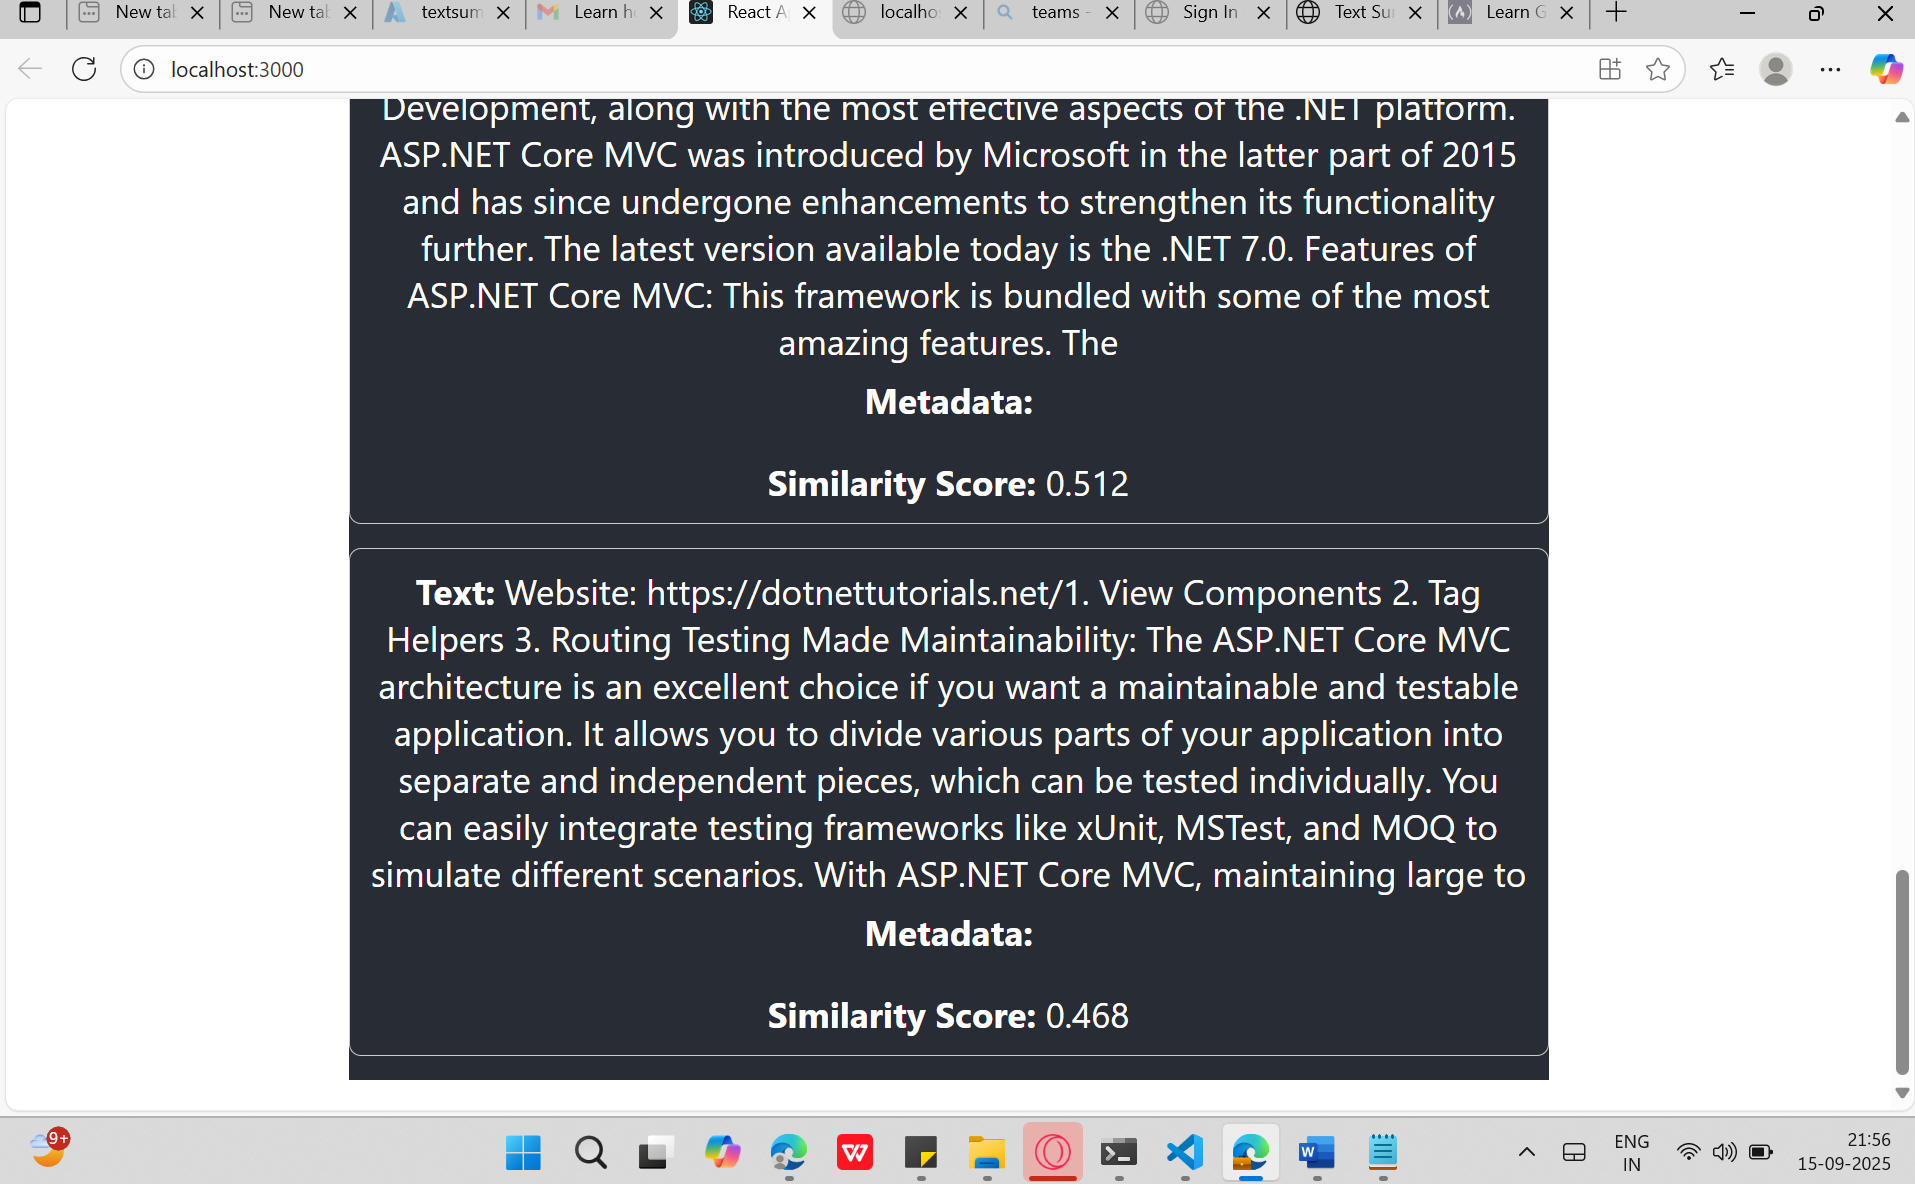 New tab
New tab
textsum
Learn h
React A
localho
teams -
Sign In
Text Su
Learn G
localhost:3000
Development, along with the most effective aspects of the .NET platform.
ASP.NET Core MVC was introduced by Microsoft in the latter part of 2015
and has since undergone enhancements to strengthen its functionality
further. The latest version available today is the .NET 7.0. Features of
ASP.NET Core MVC: This framework is bundled with some of the most
amazing features. The
Metadata:
Similarity Score: 0.512
Text: Website: https://dotnettutorials.net/1. View Components 2. Tag
Helpers 3. Routing Testing Made Maintainability: The ASP.NET Core MVC
architecture is an excellent choice if you want a maintainable and testable
application. It allows you to divide various parts of your application into
separate and independent pieces, which can be tested individually. You
can easily integrate testing frameworks like xUnit, MSTest, and MOQ to
simulate different scenarios. With ASP.NET Core MVC, maintaining large to
Metadata:
Similarity Score: 0.468
9+
W
W
ENG
IN
21:56
15-09-2025